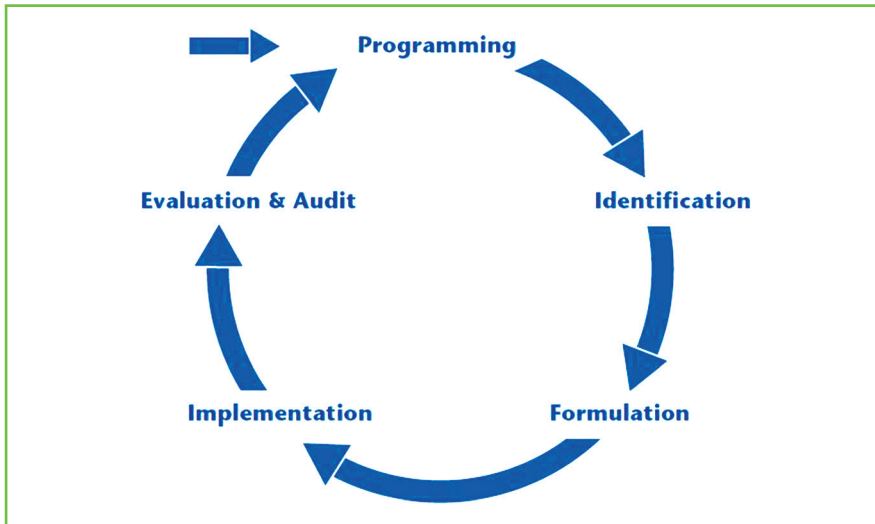 Programming
Identification
Formulation
Implementation
Evaluation & Audit